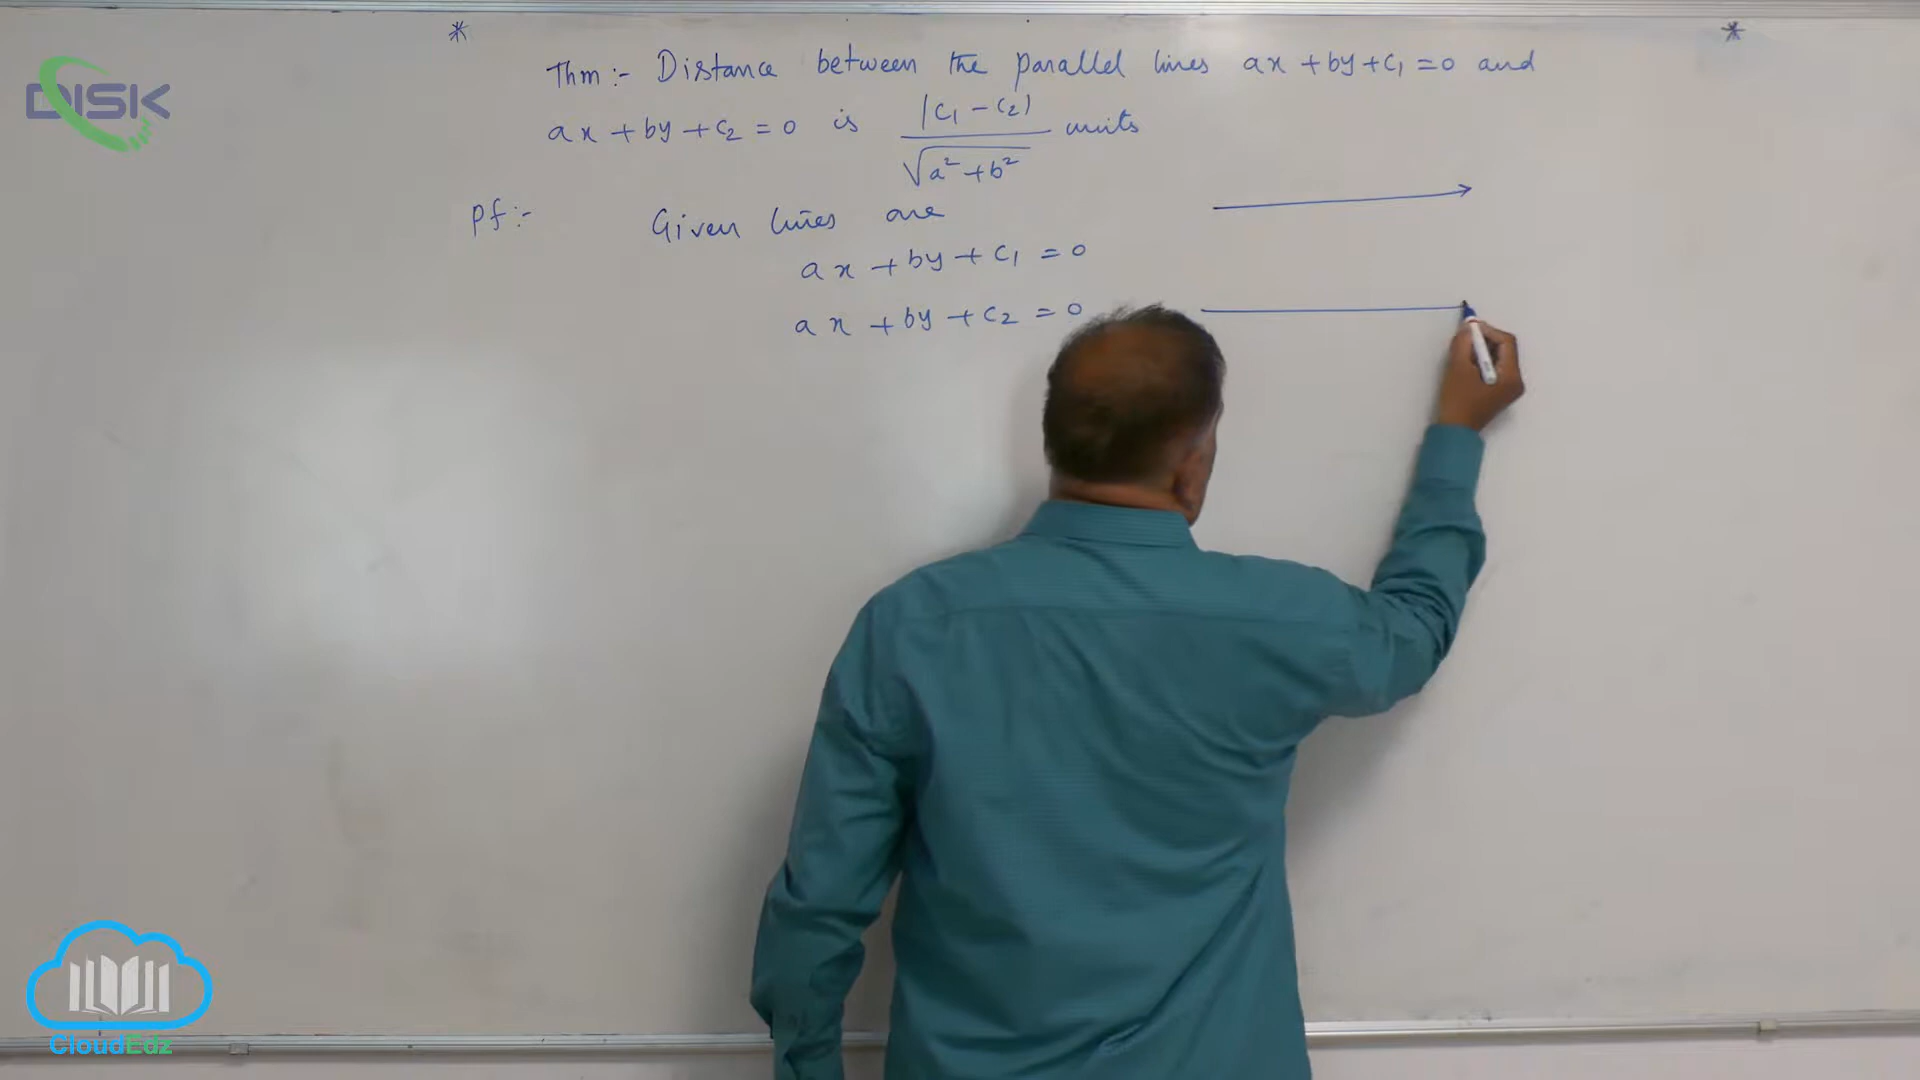 DISK
* *
Thm:- Distance between the parallel lines ax + by + c₁ = 0 and
ax + by + c₂ = 0 is |c₁ - c₂| / √(a² + b²) units
Pf:- Given lines are
ax + by + c₁ = 0
ax + by + c₂ = 0
CloudEdz